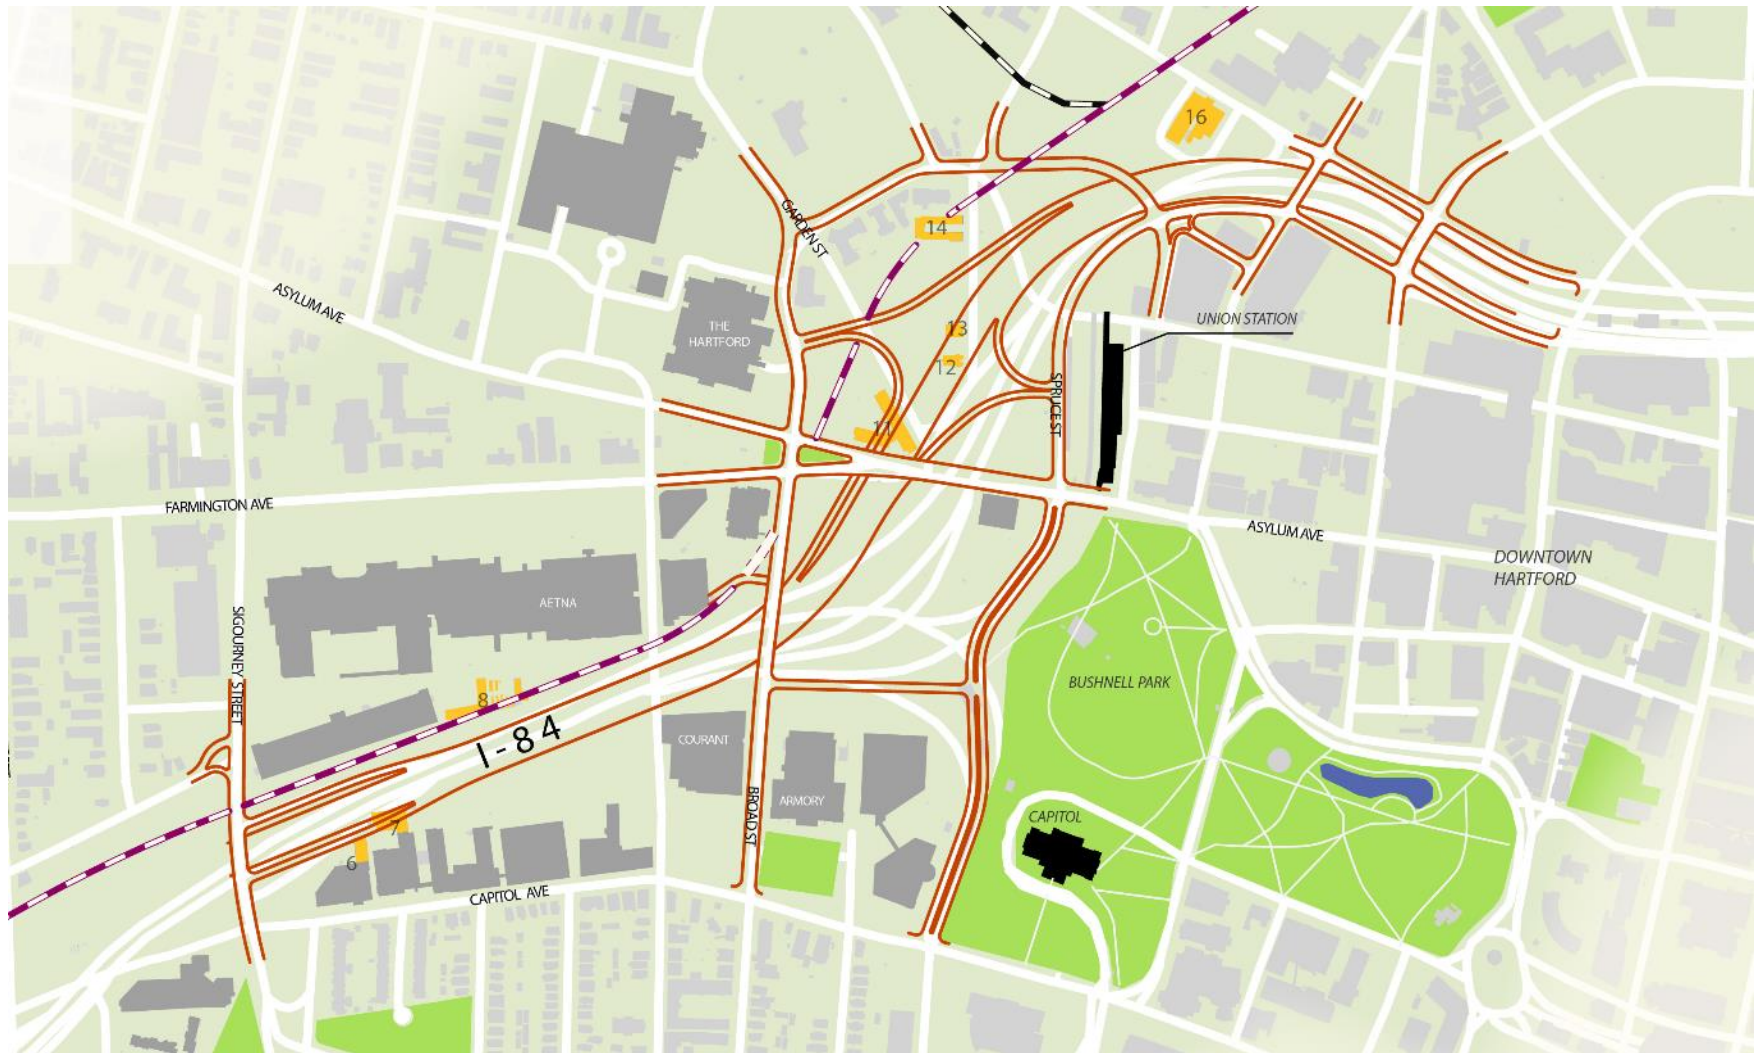 16
GARDEN ST
14
ASYLUM AVE
UNION STATION
13
THE
HARTFORD
12
SPRUCE ST
11
FARMINGTON AVE
ASYLUM AVE
DOWNTOWN
HARTFORD
AETNA
SIGOURNEY STREET
BUSHNELL PARK
8
I-84
COURANT
ARMORY
BROAD ST
CAPITOL
7
6
CAPITOL AVE